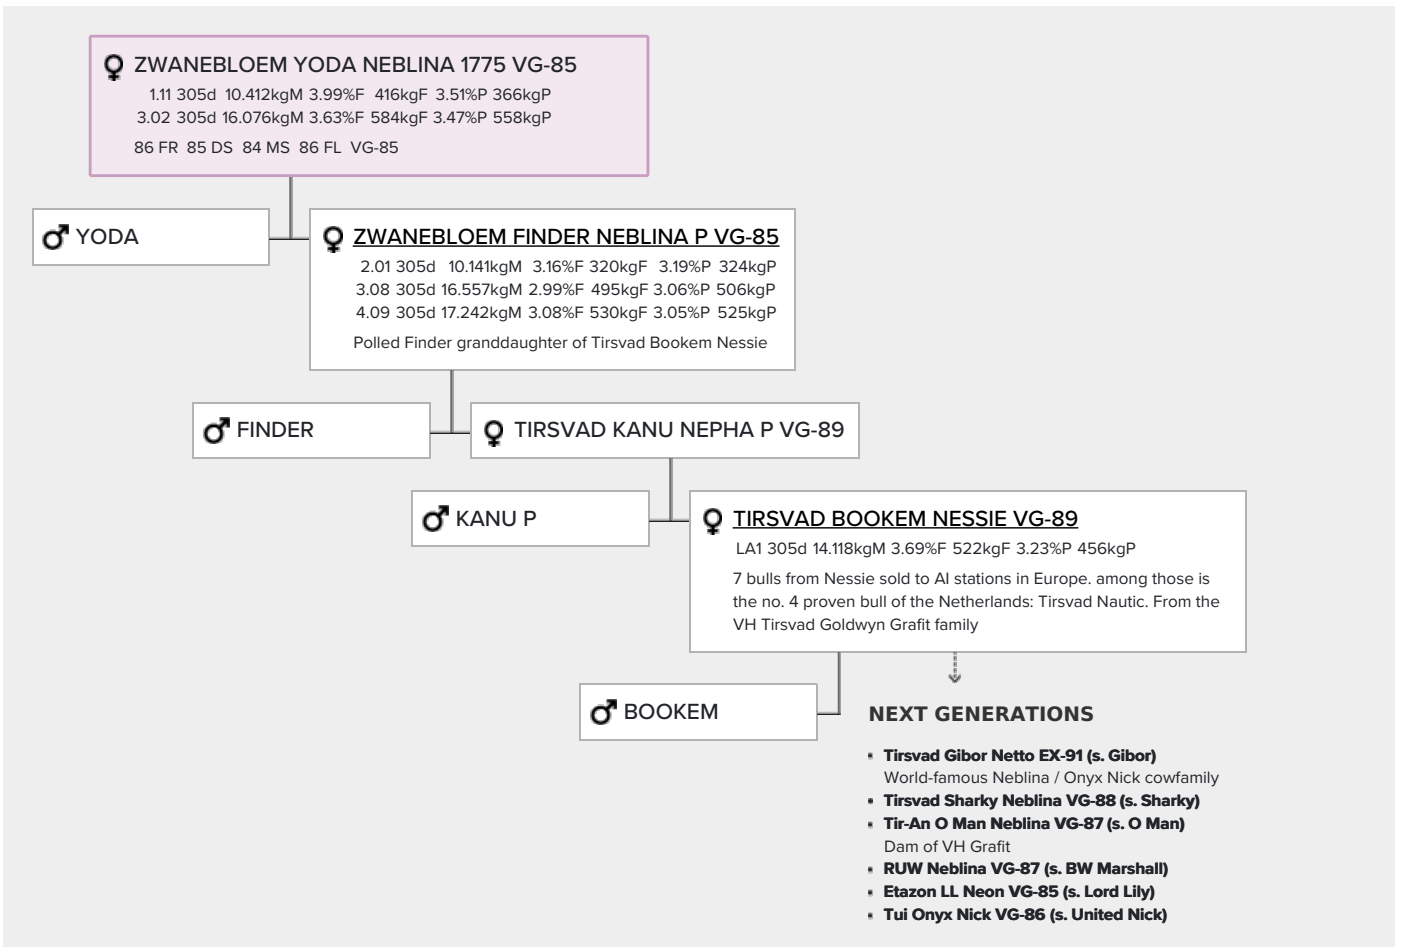 ZWANEBLOEM YODA NEBLINA 1775 VG-85
1.11 305d 10.412kgM 3.99%F 416kgF 3.51%P 366kgP
3.02 305d 16.076kgM 3.63%F 584kgF 3.47%P 558kgP
86 FR 85 DS 84 MS 86 FL VG-85
YODA
ZWANEBLOEM FINDER NEBLINA P VG-85
2.01 305d 10.141kgM 3.16%F 320kgF 3.19%P 324kgP
3.08 305d 16.557kgM 2.99%F 495kgF 3.06%P 506kgP
4.09 305d 17.242kgM 3.08%F 530kgF 3.05%P 525kgP
Polled Finder granddaughter of Tirsvad Bookem Nessie
FINDER
TIRSVAD KANU NEPHA P VG-89
KANU P
TIRSVAD BOOKEM NESSIE VG-89
LA1 305d 14.118kgM 3.69%F 522kgF 3.23%P 456kgP
7 bulls from Nessie sold to AI stations in Europe. among those is
the no. 4 proven bull of the Netherlands: Tirsvad Nautic. From the
VH Tirsvad Goldwyn Grafit family
BOOKEM
NEXT GENERATIONS
▪ Tirsvad Gibor Netto EX-91 (s. Gibor)
World-famous Neblina / Onyx Nick cowfamily
▪ Tirsvad Sharky Neblina VG-88 (s. Sharky)
▪ Tir-An O Man Neblina VG-87 (s. O Man)
Dam of VH Grafit
▪ RUW Neblina VG-87 (s. BW Marshall)
▪ Etazon LL Neon VG-85 (s. Lord Lily)
▪ Tui Onyx Nick VG-86 (s. United Nick)